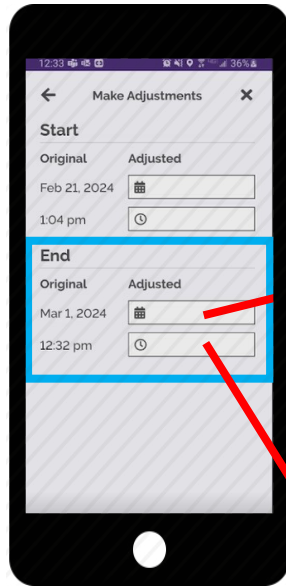 12:33 36%
Make Adjustments
Start
Original Adjusted
Feb 21, 2024
1:04 pm
End
Original Adjusted
Mar 1, 2024
12:32 pm